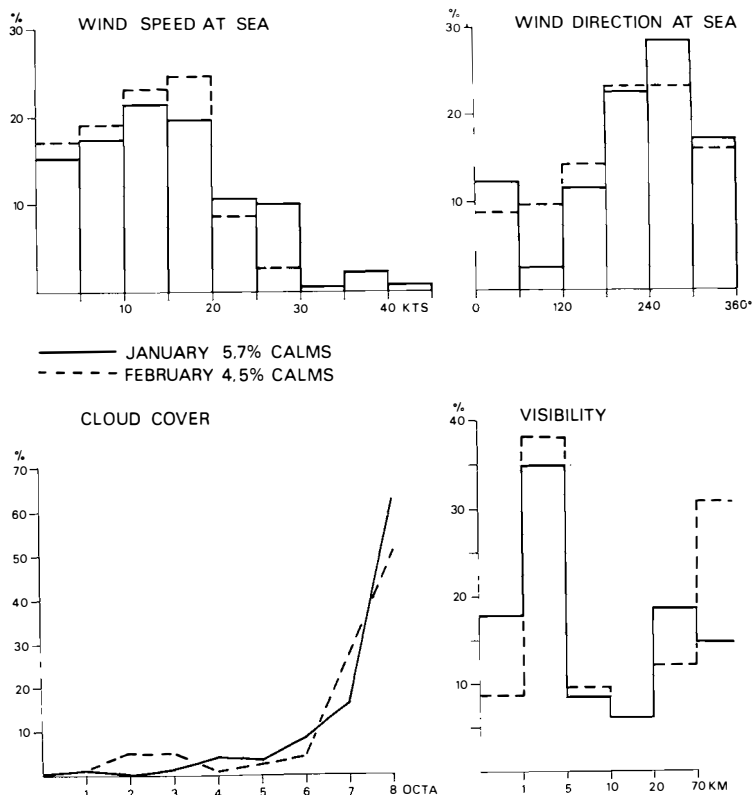 WIND SPEED AT SEA
%
30
20
10
10 20 30 40 KTS
WIND DIRECTION AT SEA
%
30
20
10
0 60 120 180 240 300 360°
JANUARY 5,7% CALMS
FEBRUARY 4,5% CALMS
CLOUD COVER
%
70
60
50
40
30
20
10
1 2 3 4 5 6 7 8 OCTA
VISIBILITY
%
40
30
20
10
1 5 10 20 70 KM